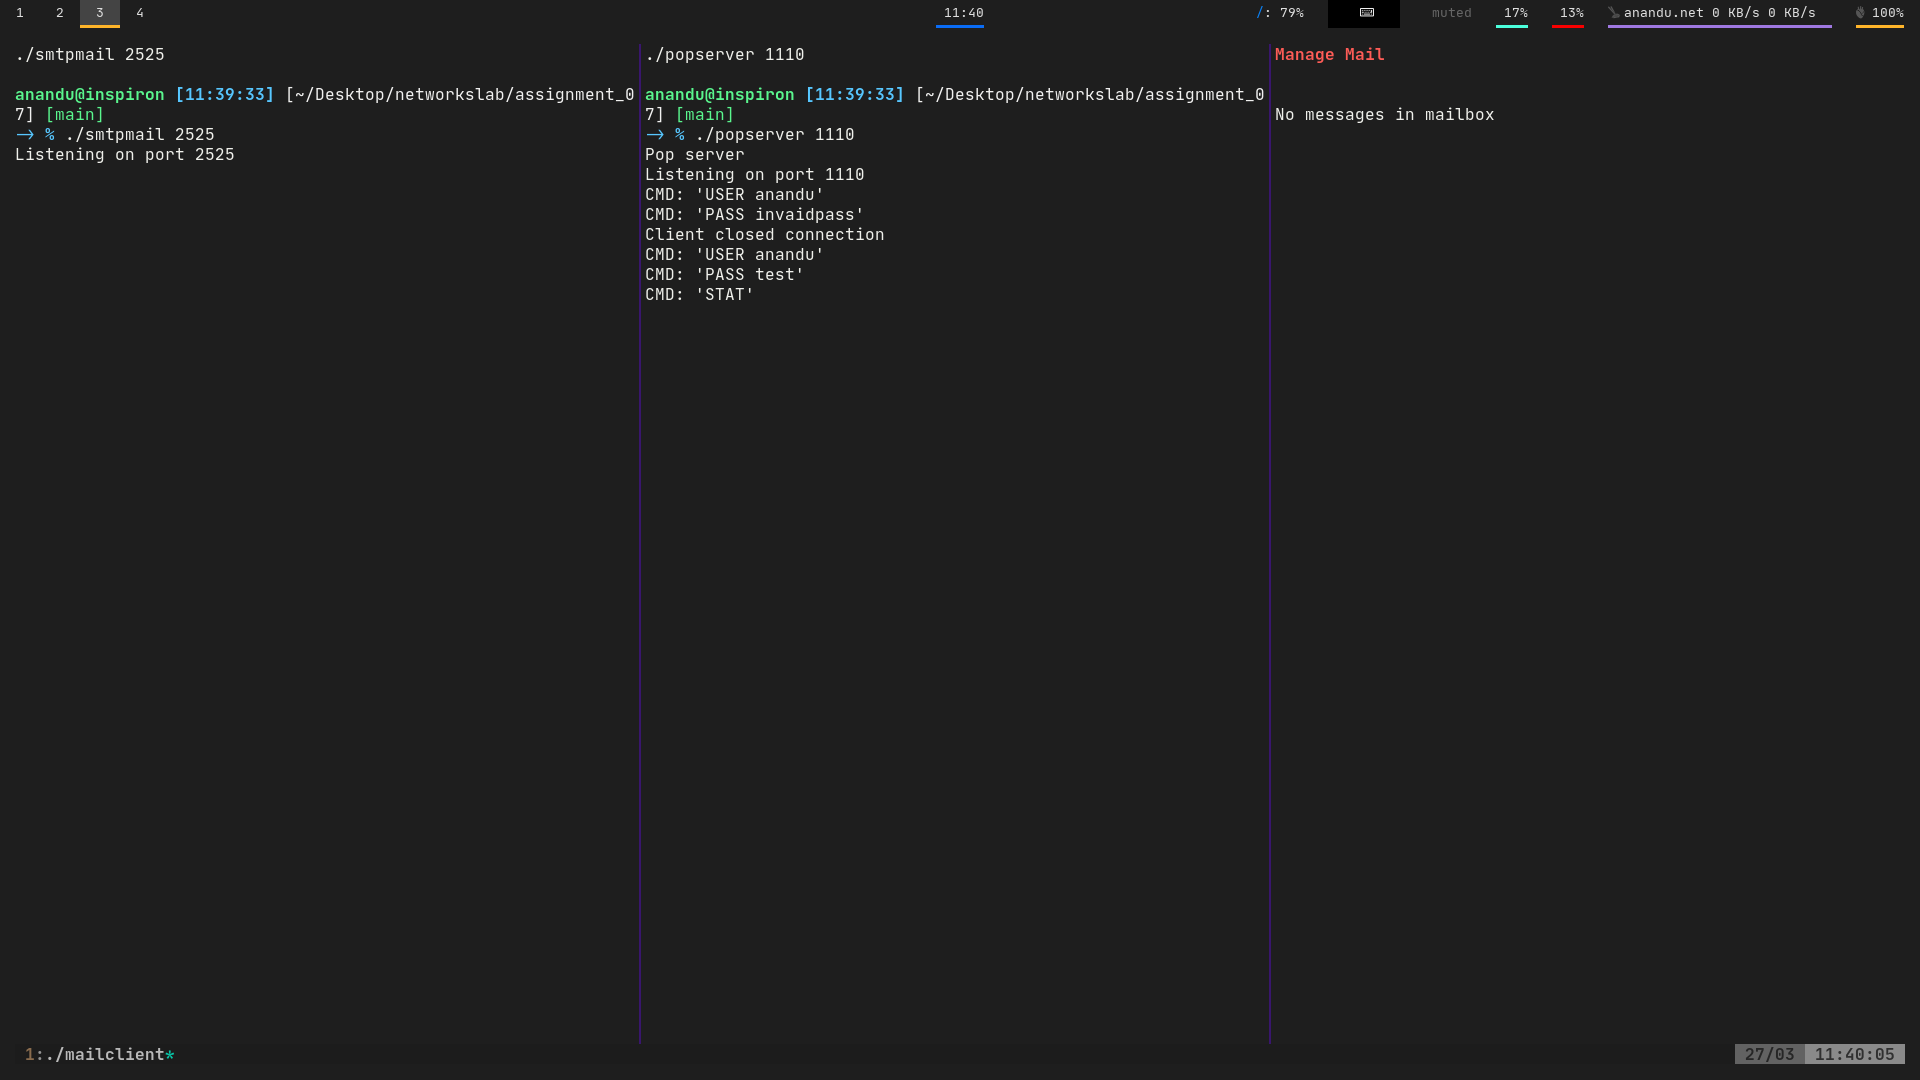 1 2 3 4 11:40 /: 79% muted 17% 13% anandu.net 0 KB/s 0 KB/s 100%
./smtpmail 2525
anandu@inspiron [11:39:33] [~/Desktop/networkslab/assignment_0
7] [main]
─> % ./smtpmail 2525
Listening on port 2525
./popserver 1110
anandu@inspiron [11:39:33] [~/Desktop/networkslab/assignment_0
7] [main]
─> % ./popserver 1110
Pop server
Listening on port 1110
CMD: 'USER anandu'
CMD: 'PASS invaidpass'
Client closed connection
CMD: 'USER anandu'
CMD: 'PASS test'
CMD: 'STAT'
Manage Mail
No messages in mailbox
1:./mailclient* 27/03 11:40:05